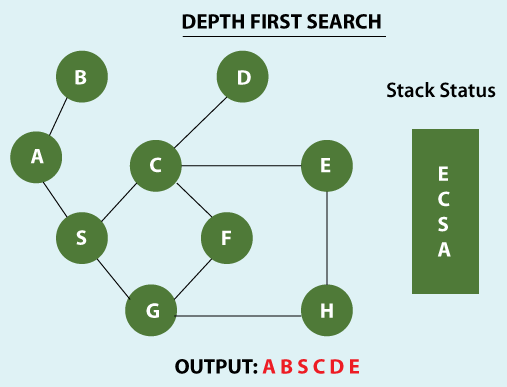 DEPTH FIRST SEARCH
B
D
Stack Status
A
C
E
E
C
S
A
S
F
G
H
OUTPUT: A B S C D E